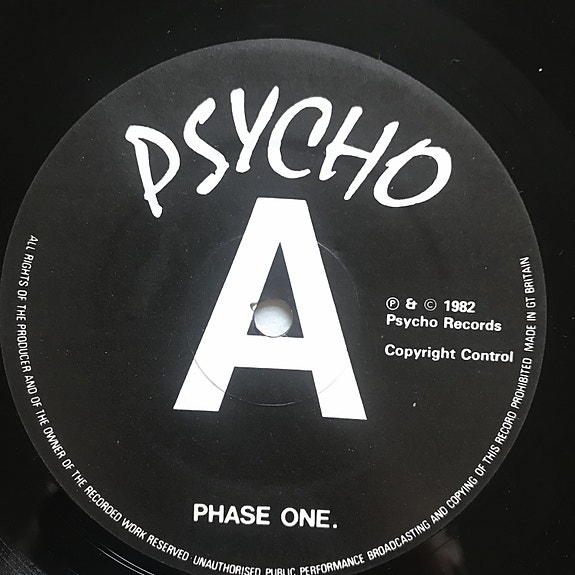 PSYCHO
A
℗ & © 1982
Psycho Records
Copyright Control
PHASE ONE.
ALL RIGHTS OF THE PRODUCER AND OF THE OWNER OF THE RECORDED WORK RESERVED · UNAUTHORISED PUBLIC PERFORMANCE BROADCASTING AND COPYING OF THIS RECORD PROHIBITED MADE IN GT BRITAIN